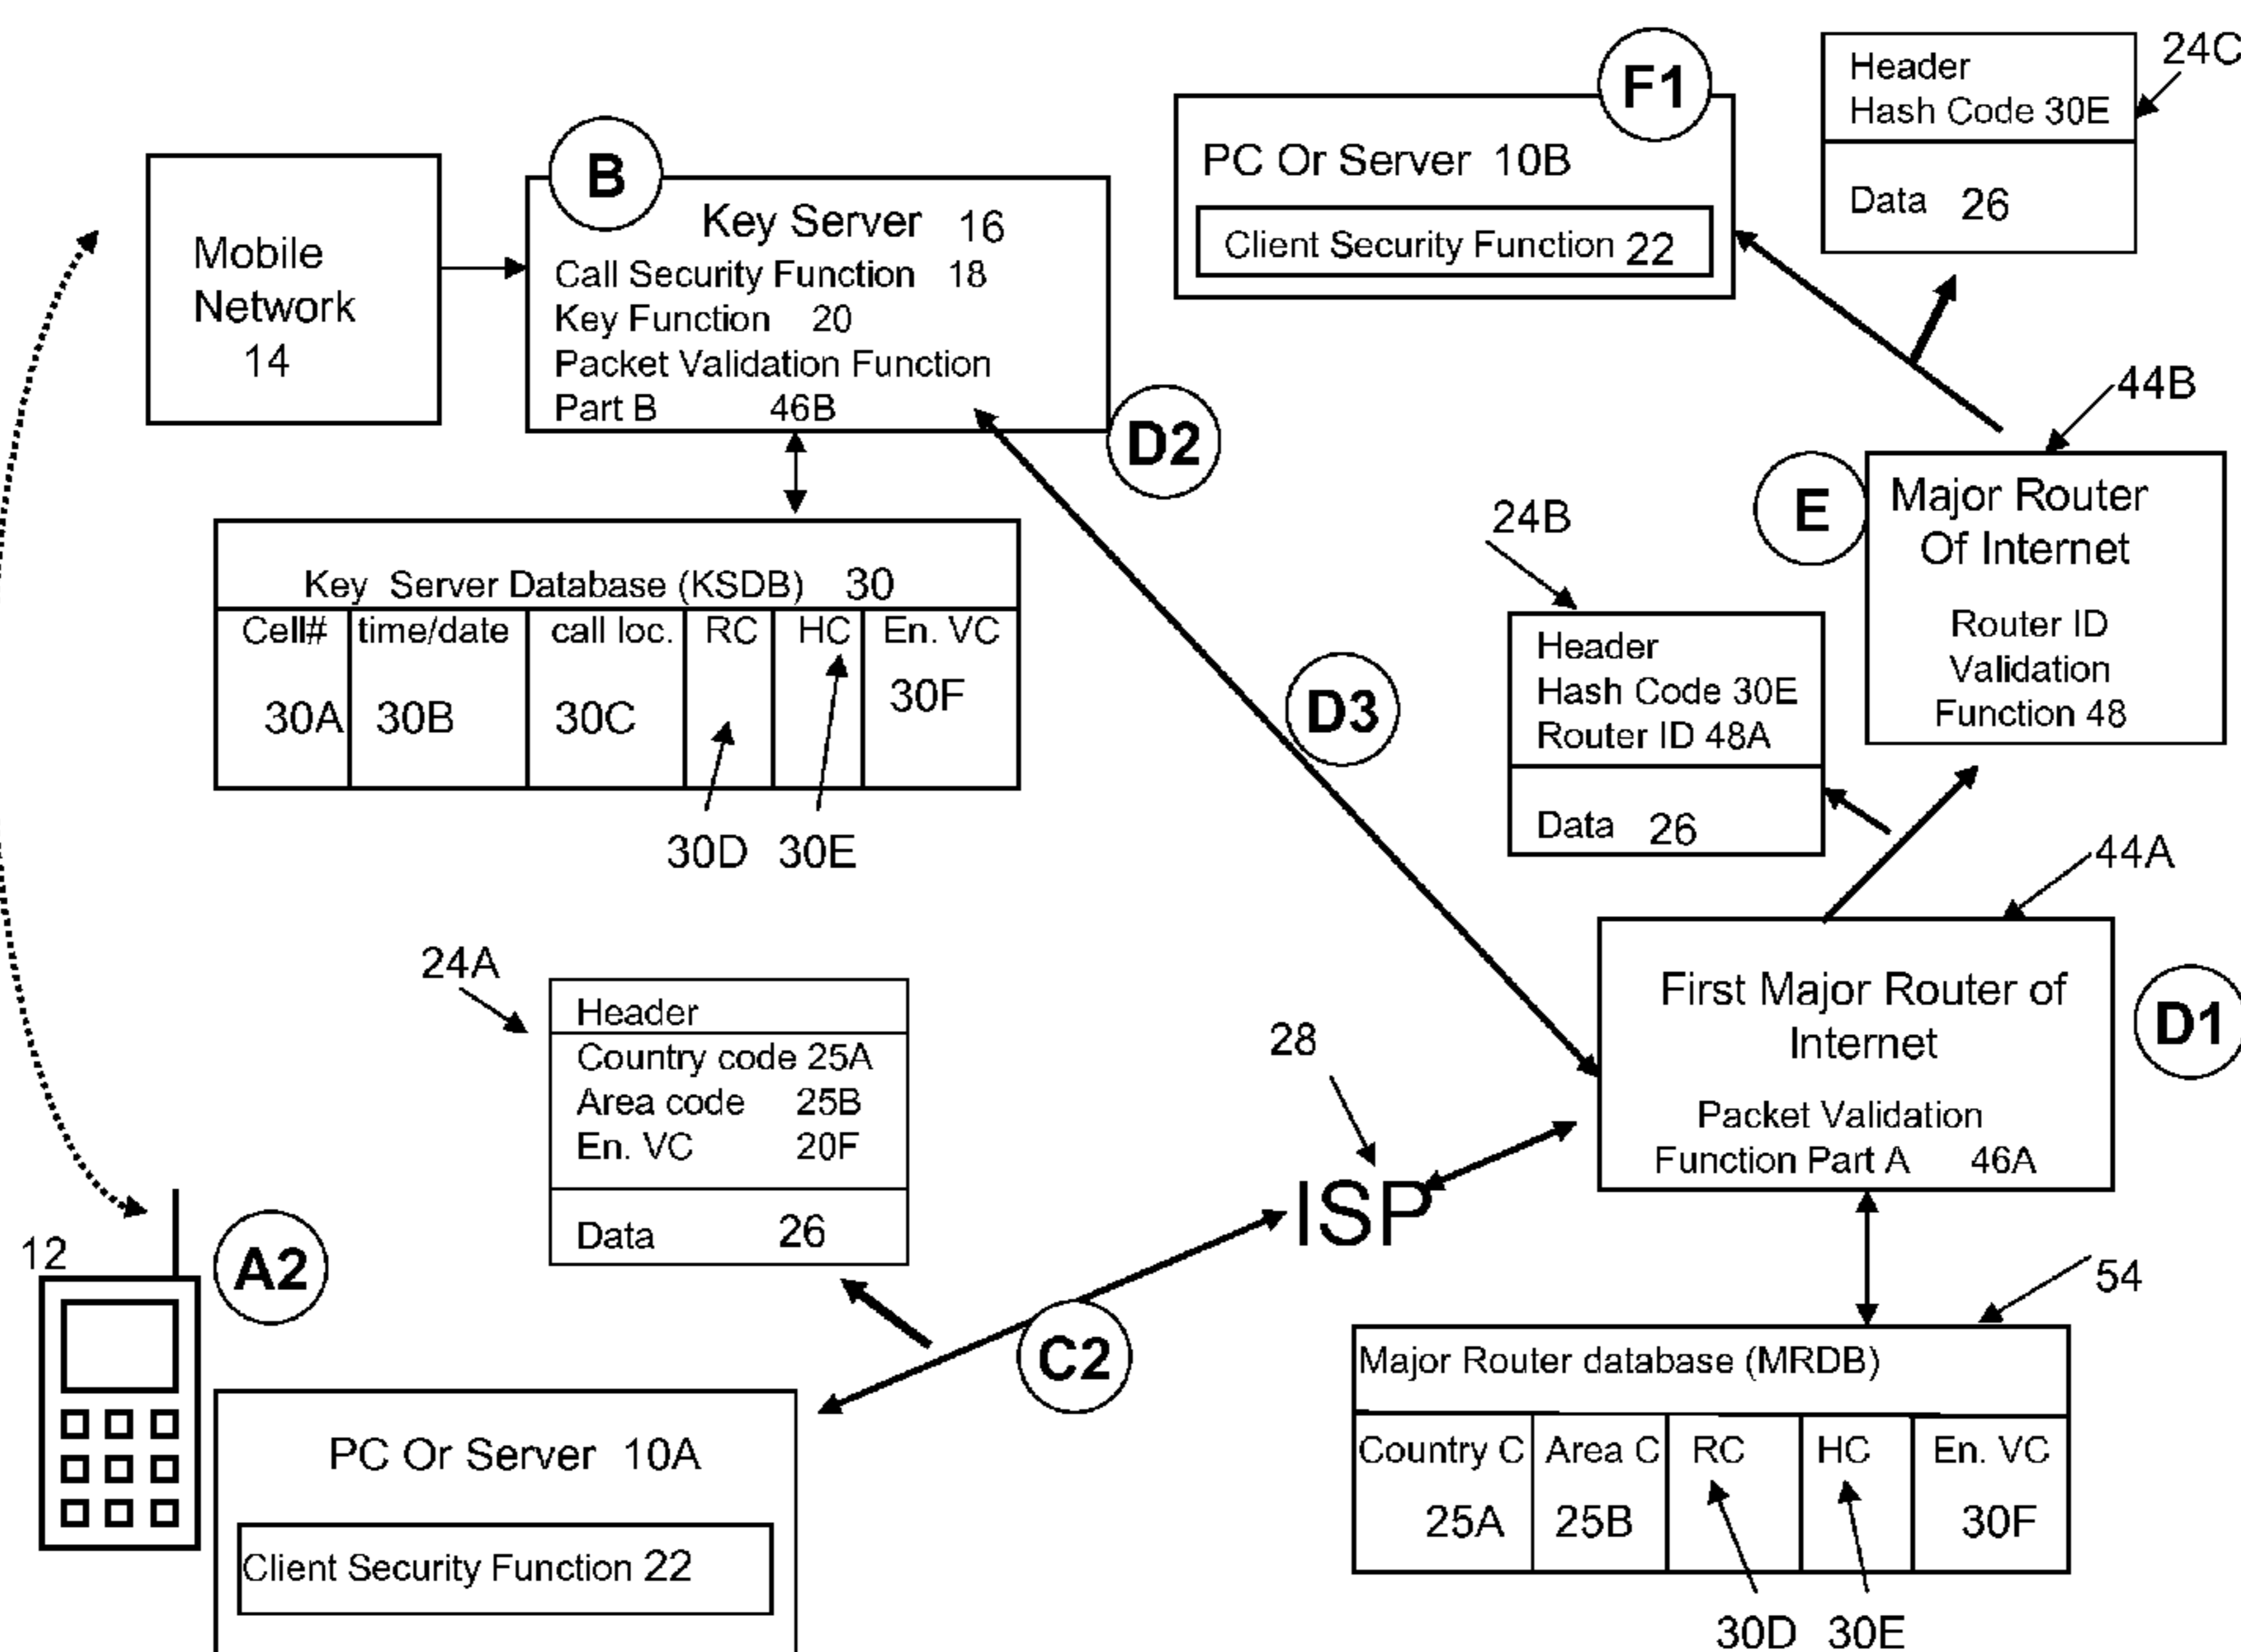 Mobile
Network
14
B
Key Server 16
Call Security Function 18
Key Function 20
Packet Validation Function
Part B 46B
D2
F1
PC Or Server 10B
Client Security Function 22
24C
Header
Hash Code 30E
Data 26
44B
E
Major Router
Of Internet
Router ID
Validation
Function 48
24B
Header
Hash Code 30E
Router ID 48A
Data 26
Key Server Database (KSDB) 30
Cell# time/date call loc. RC HC En. VC
30A 30B 30C 30F
30D 30E
D3
44A
First Major Router of
Internet
Packet Validation
Function Part A 46A
D1
24A
Header
Country code 25A
Area code 25B
En. VC 20F
Data 26
28
ISP
C2
12
A2
PC Or Server 10A
Client Security Function 22
54
Major Router database (MRDB)
Country C Area C RC HC En. VC
25A 25B 30F
30D 30E